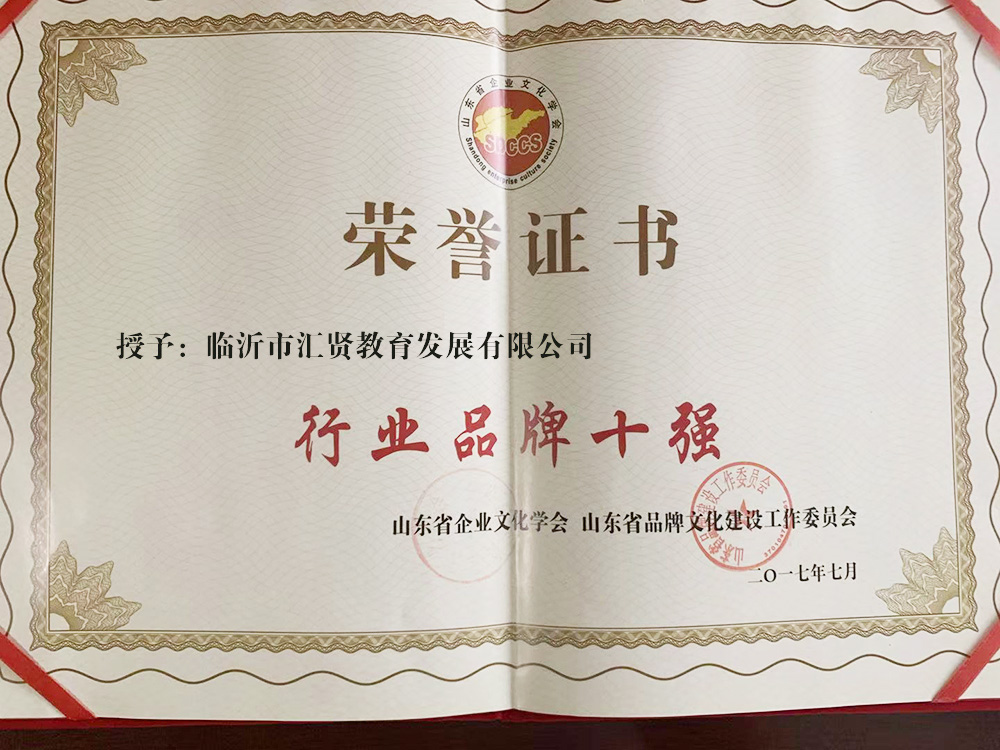 山东省企业文化学会
SDCCS
Shandong enterprise culture society
荣誉证书
授予：临沂市汇贤教育发展有限公司
行业品牌十强
山东省企业文化学会 山东省品牌文化建设工作委员会
二〇一七年七月